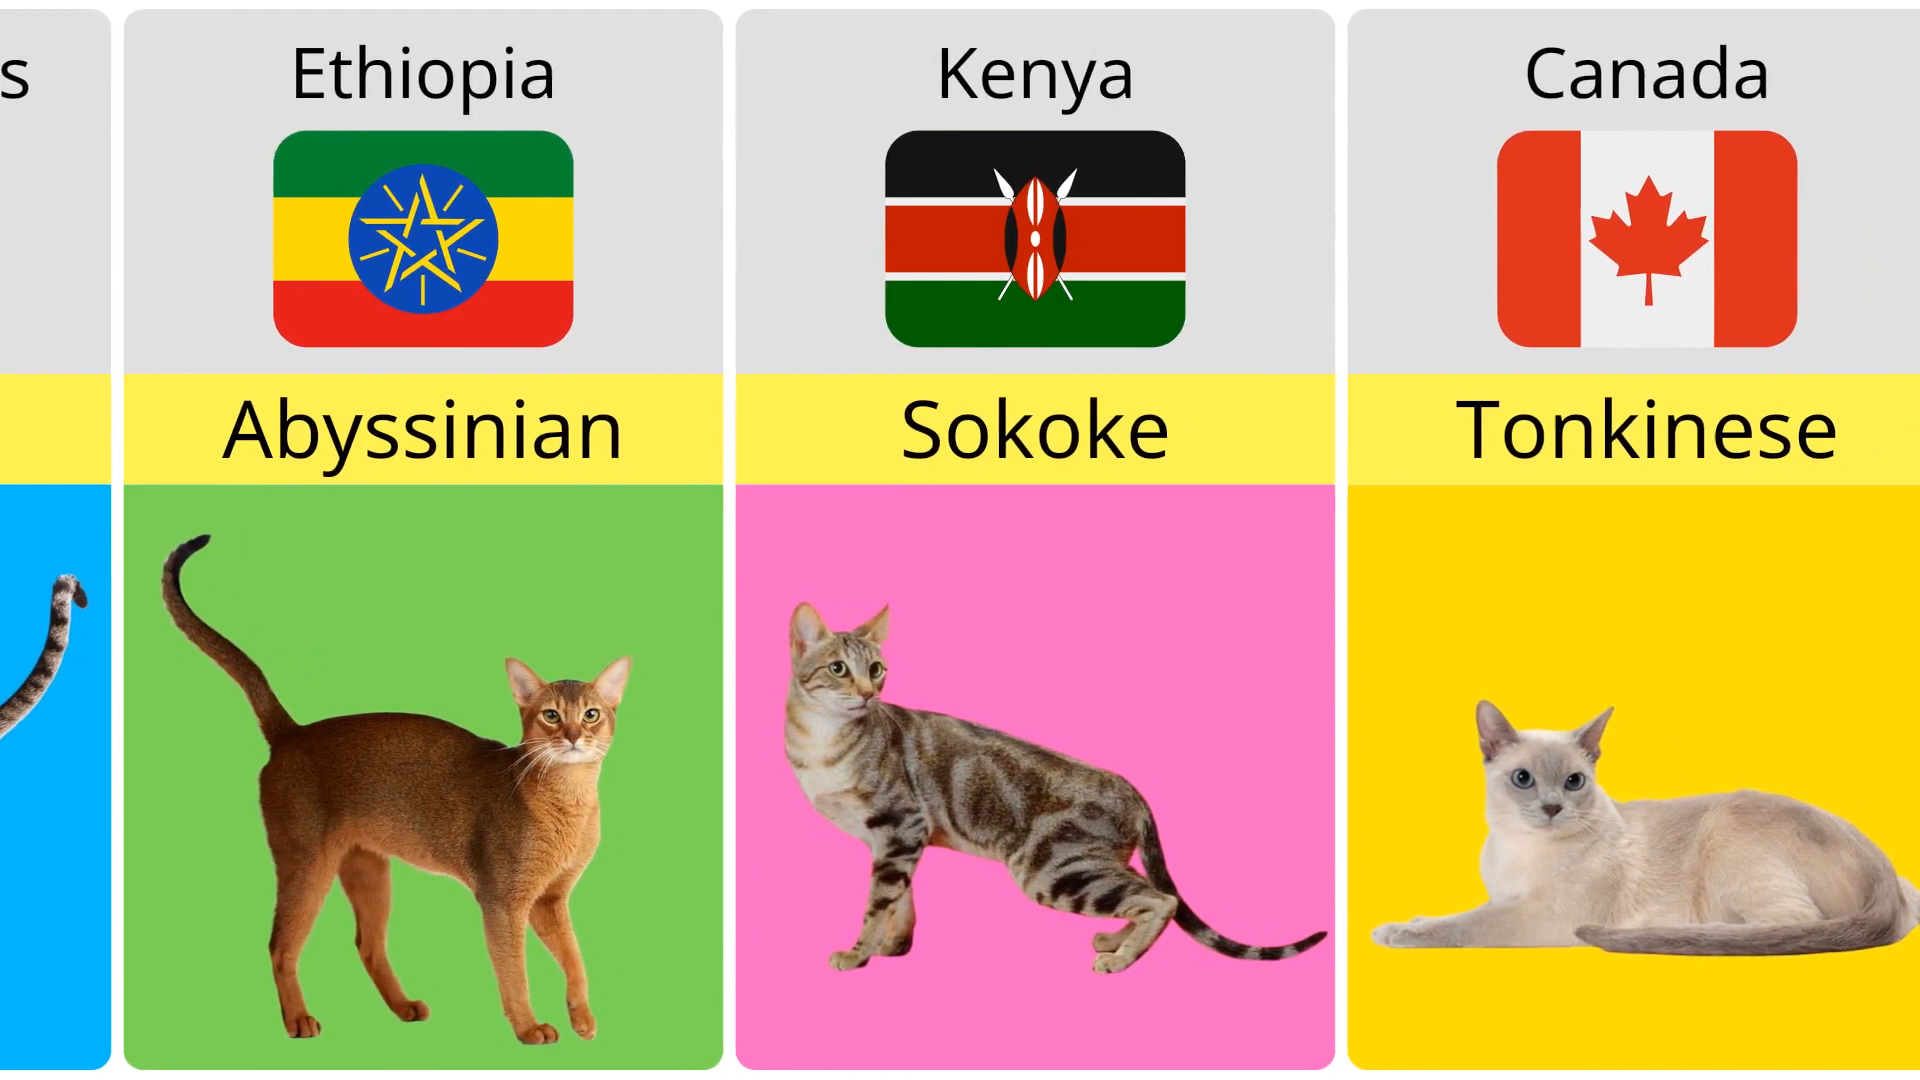 s
Ethiopia
Kenya
Canada
Abyssinian
Sokoke
Tonkinese